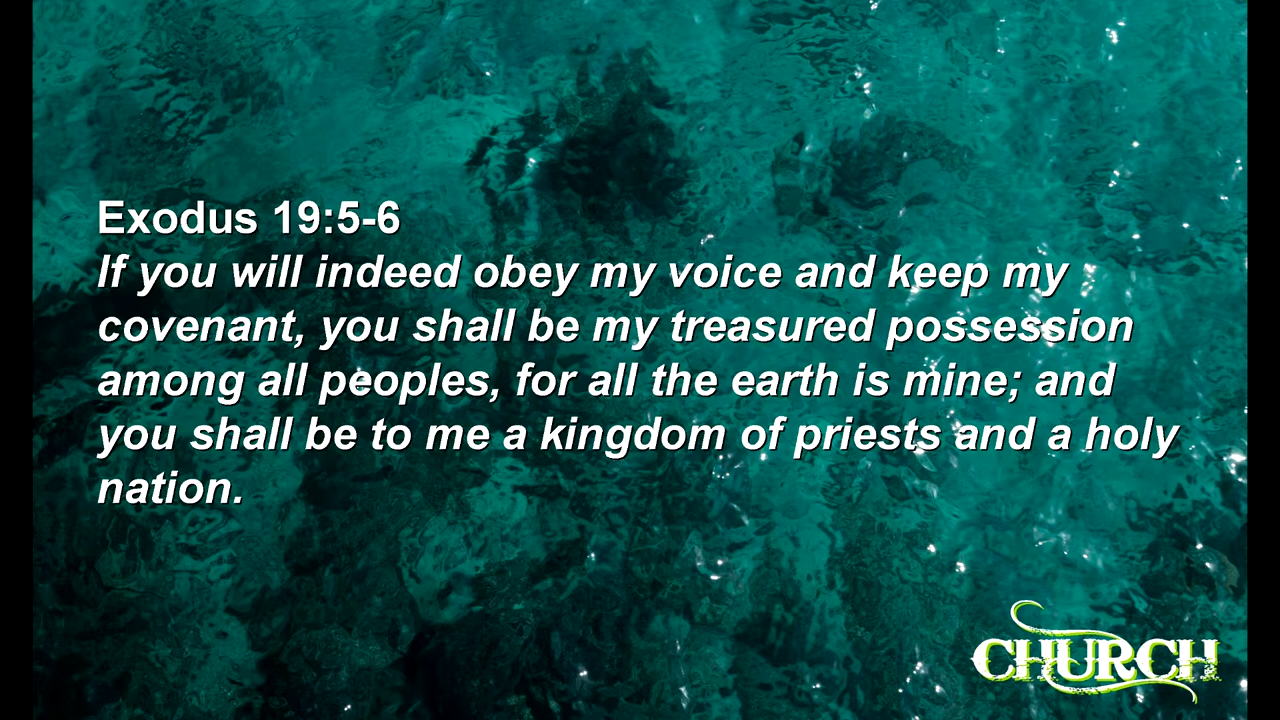 Exodus 19:5-6
If you will indeed obey my voice and keep my
covenant, you shall be my treasured possession
among all peoples, for all the earth is mine; and
you shall be to me a kingdom of priests and a holy
nation.
CHURCH